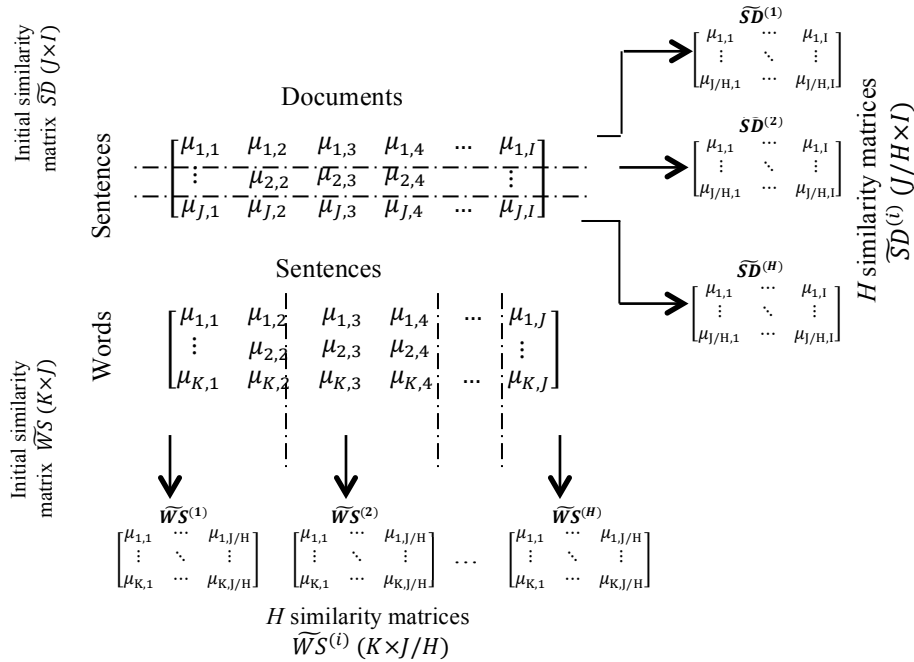 Initial similarity
matrix S͠D (J×I)
Documents
Sentences
μ1,1 μ1,2 μ1,3 μ1,4 ⋯ μ1,I
⋮ μ2,2 μ2,3 μ2,4 ⋮
μJ,1 μJ,2 μJ,3 μJ,4 ⋯ μJ,I
S͠D(1)
μ1,1 ⋯ μ1,I
⋮ ⋱ ⋮
μJ/H,1 ⋯ μJ/H,I
S͠D(2)
μ1,1 ⋯ μ1,I
⋮ ⋱ ⋮
μJ/H,1 ⋯ μJ/H,I
S͠D(H)
μ1,1 ⋯ μ1,I
⋮ ⋱ ⋮
μJ/H,1 ⋯ μJ/H,I
H similarity matrices
S͠D(i) (J/H×I)
Initial similarity
matrix W͠S (K×J)
Sentences
Words
μ1,1 μ1,2 μ1,3 μ1,4 ⋯ μ1,J
⋮ μ2,2 μ2,3 μ2,4 ⋮
μK,1 μK,2 μK,3 μK,4 ⋯ μK,J
W͠S(1)
μ1,1 ⋯ μ1,J/H
⋮ ⋱ ⋮
μK,1 ⋯ μK,J/H
W͠S(2)
μ1,1 ⋯ μ1,J/H
⋮ ⋱ ⋮
μK,1 ⋯ μK,J/H
…
W͠S(H)
μ1,1 ⋯ μ1,J/H
⋮ ⋱ ⋮
μK,1 ⋯ μK,J/H
H similarity matrices
W͠S(i) (K×J/H)